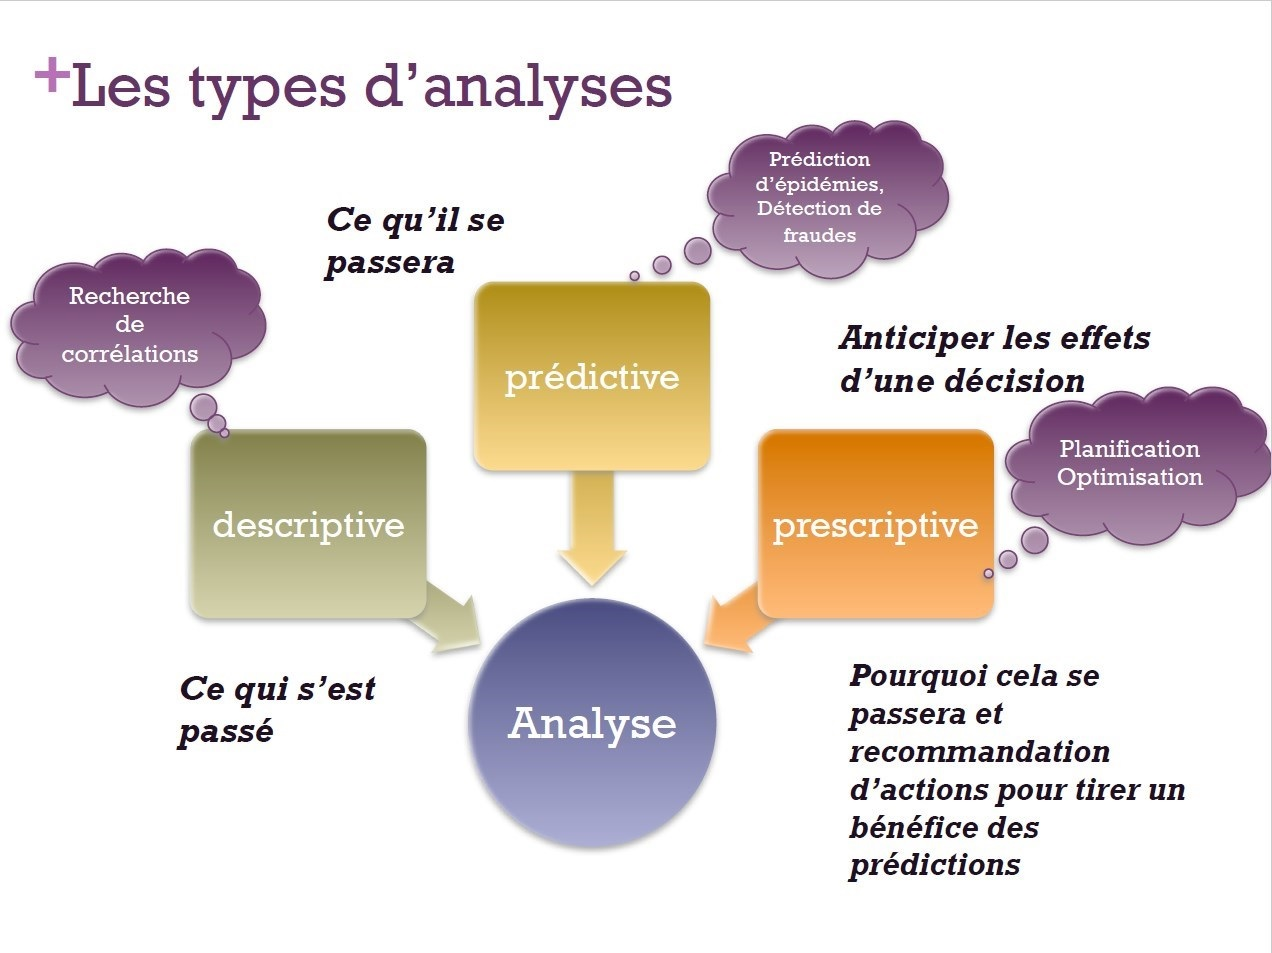 +Les types d’analyses
Prédiction
d’épidémies,
Détection de
fraudes
Ce qu’il se
passera
Recherche
de
corrélations
prédictive
Anticiper les effets
d’une décision
Planification
Optimisation
descriptive
prescriptive
Ce qui s’est
passé
Analyse
Pourquoi cela se
passera et
recommandation
d’actions pour tirer un
bénéfice des
prédictions